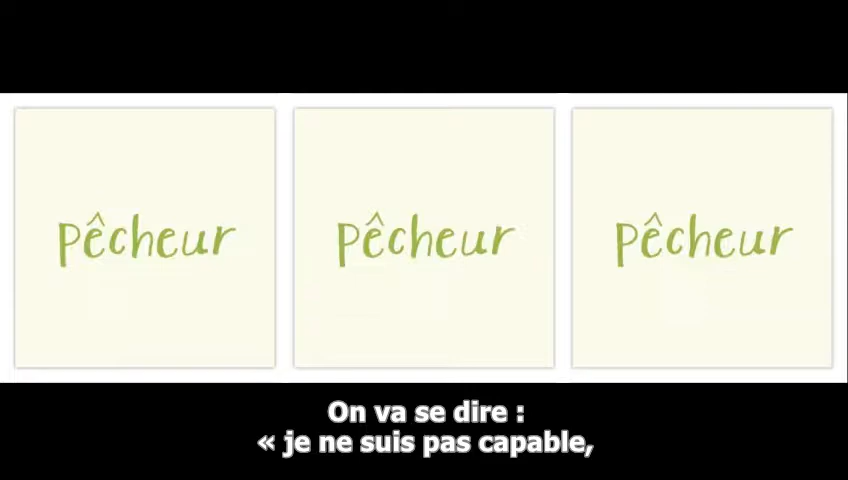 pêcheur pêcheur pêcheur
On va se dire :
« je ne suis pas capable,